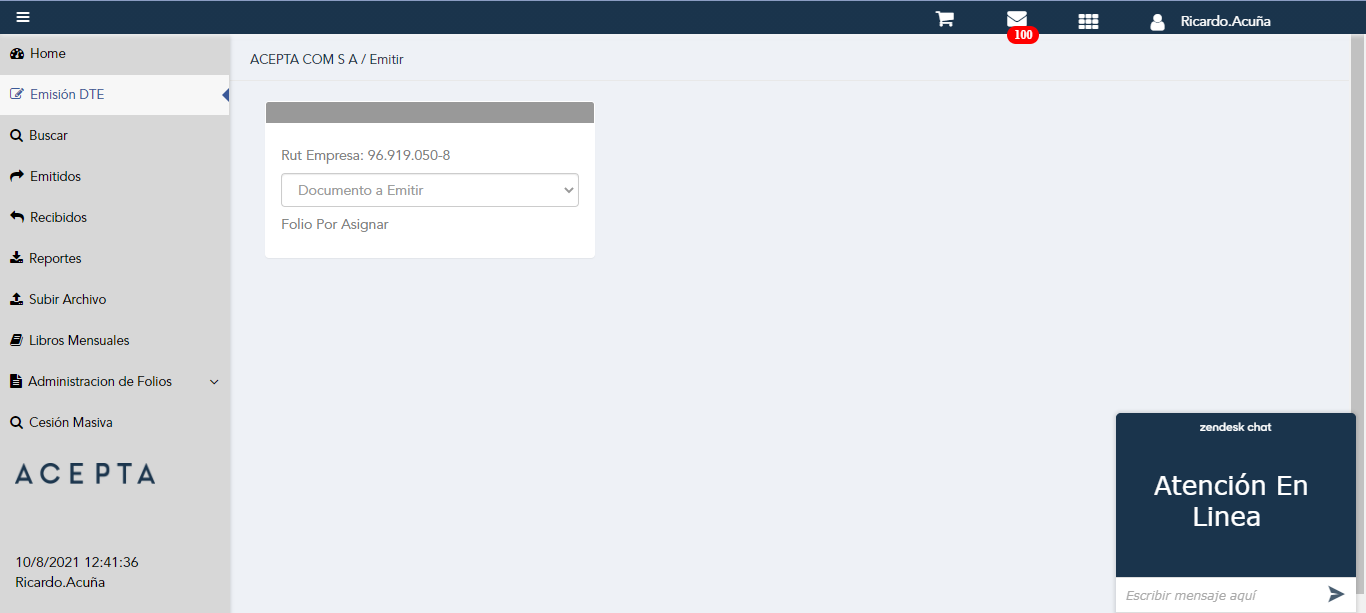 Ricardo.Acuña
100
Home
Emisión DTE
Buscar
Emitidos
Recibidos
Reportes
Subir Archivo
Libros Mensuales
Administracion de Folios
Cesión Masiva
ACEPTA
10/8/2021 12:41:36
Ricardo.Acuña
ACEPTA COM S A / Emitir
Rut Empresa: 96.919.050-8
Documento a Emitir
Folio Por Asignar
zendesk chat
Atención En
Linea
Escribir mensaje aquí